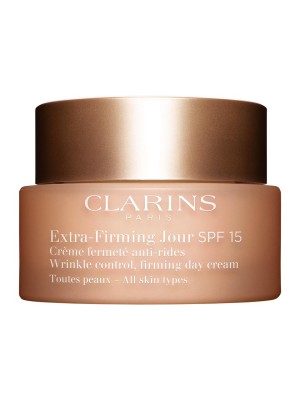 CLARINS
PARIS
Extra-Firming Jour SPF 15
Crème fermeté anti-rides
Wrinkle control, firming day cream
Toutes peaux – All skin types